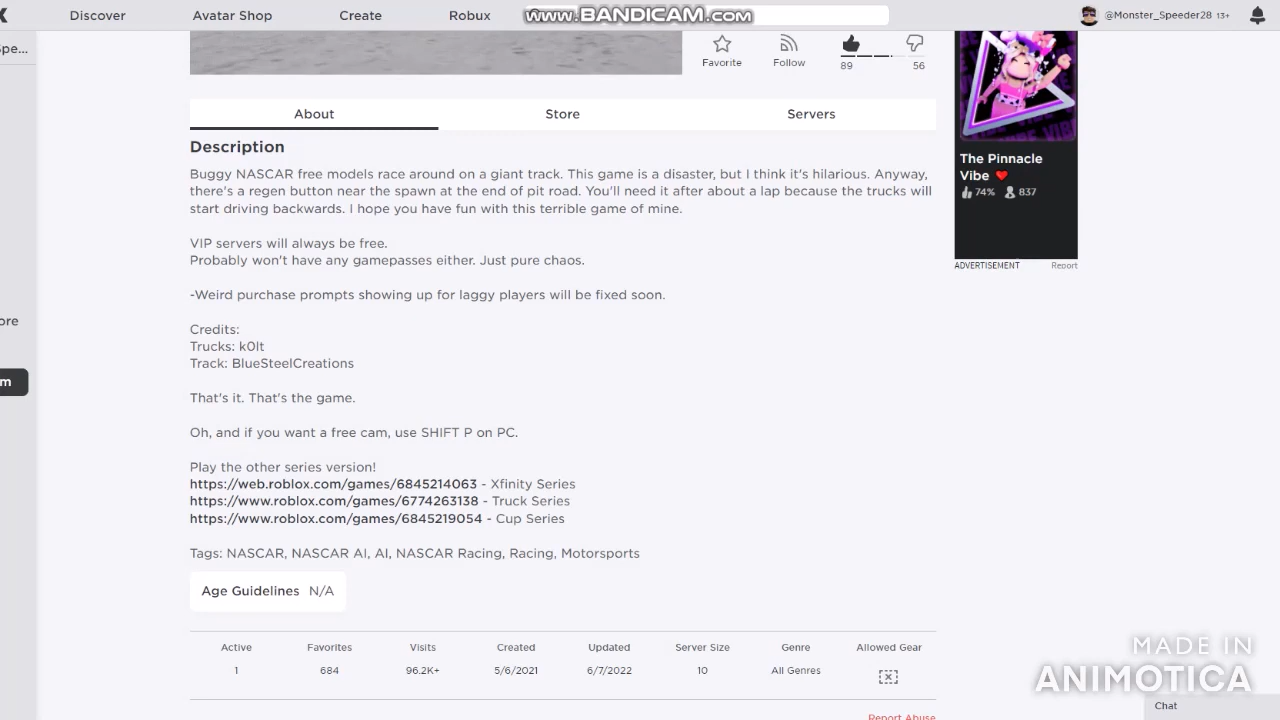 Discover
Avatar Shop
Create
Robux
WWW.BANDICAM.COM
@Monster_Speeder28 13+
Spe...
Favorite
Follow
89
56
About
Store
Servers
Description
Buggy NASCAR free models race around on a giant track. This game is a disaster, but I think it's hilarious. Anyway,
there's a regen button near the spawn at the end of pit road. You'll need it after about a lap because the trucks will
start driving backwards. I hope you have fun with this terrible game of mine.
VIP servers will always be free.
Probably won't have any gamepasses either. Just pure chaos.
-Weird purchase prompts showing up for laggy players will be fixed soon.
Credits:
Trucks: k0lt
Track: BlueSteelCreations
That's it. That's the game.
Oh, and if you want a free cam, use SHIFT P on PC.
Play the other series version!
https://web.roblox.com/games/6845214063 - Xfinity Series
https://www.roblox.com/games/6774263138 - Truck Series
https://www.roblox.com/games/6845219054 - Cup Series
Tags: NASCAR, NASCAR AI, AI, NASCAR Racing, Racing, Motorsports
Age Guidelines N/A
Active
Favorites
Visits
Created
Updated
Server Size
Genre
Allowed Gear
1
684
96.2K+
5/6/2021
6/7/2022
10
All Genres
Report Abuse
The Pinnacle
Vibe ❤
74% 837
ADVERTISEMENT
Report
ore
m
MADE IN
ANIMOTICA
Chat